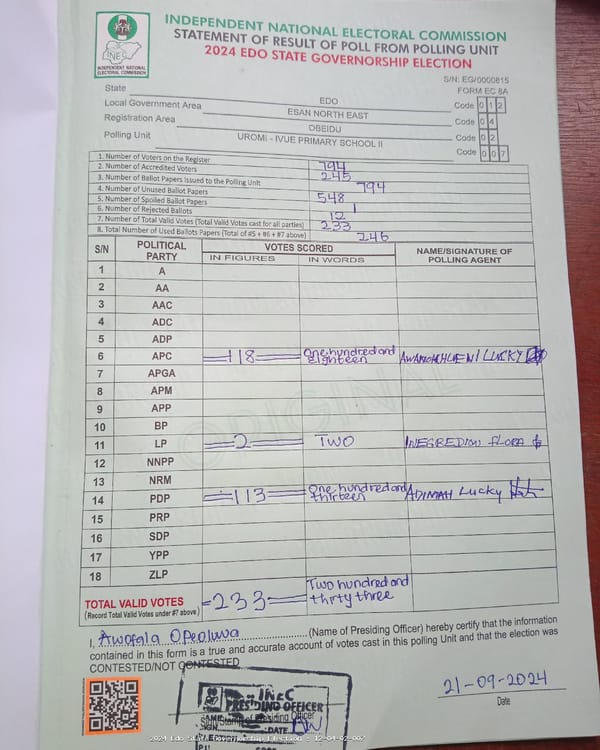 INDEPENDENT NATIONAL ELECTORAL COMMISSION
STATEMENT OF RESULT OF POLL FROM POLLING UNIT
2024 EDO STATE GOVERNORSHIP ELECTION
INEC
INDEPENDENT NATIONAL ELECTORAL COMMISSION
S/N: EG/0000815
FORM EC 8A
State EDO Code 0 1 2
Local Government Area ESAN NORTH EAST Code 0 4
Registration Area OBEIDU Code 0 2
Polling Unit UROMI - IVUE PRIMARY SCHOOL II Code 0 0 7
1. Number of Voters on the Register 794
2. Number of Accredited Voters 245
3. Number of Ballot Papers Issued to the Polling Unit 794
4. Number of Unused Ballot Papers 548
5. Number of Spoiled Ballot Papers 1
6. Number of Rejected Ballots 12
7. Number of Total Valid Votes (Total Valid Votes cast for all parties) 233
8. Total Number of Used Ballots Papers (Total of #5 + #6 + #7 above) 246
S/N POLITICAL PARTY VOTES SCORED NAME/SIGNATURE OF POLLING AGENT
IN FIGURES IN WORDS
1 A
2 AA
3 AAC
4 ADC
5 ADP
6 APC 118 One hundred and eighteen LUCKY
7 APGA
8 APM
9 APP
10 BP
11 LP 2 TWO INEGREDION FLORA
12 NNPP
13 NRM
14 PDP 113 One hundred and thirteen ADIMAH Lucky
15 PRP
16 SDP
17 YPP
18 ZLP
TOTAL VALID VOTES =233= Two hundred and thirty three
(Record Total Valid Votes under #7 above)
I, Awofala Opeoluwa (Name of Presiding Officer) hereby certify that the information
contained in this form is a true and accurate account of votes cast in this polling Unit and that the election was
CONTESTED/NOT CONTESTED
INEC
PRESIDING OFFICER
DATE
21-09-2024
Date